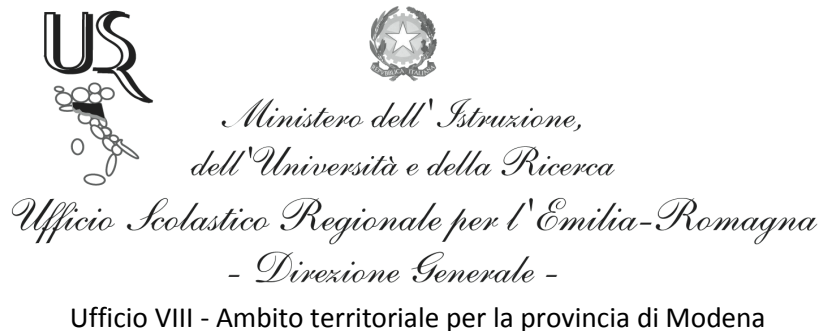 USR
Ministero dell'Istruzione,
dell'Università e della Ricerca
Ufficio Scolastico Regionale per l'Emilia-Romagna
- Direzione Generale -
Ufficio VIII - Ambito territoriale per la provincia di Modena